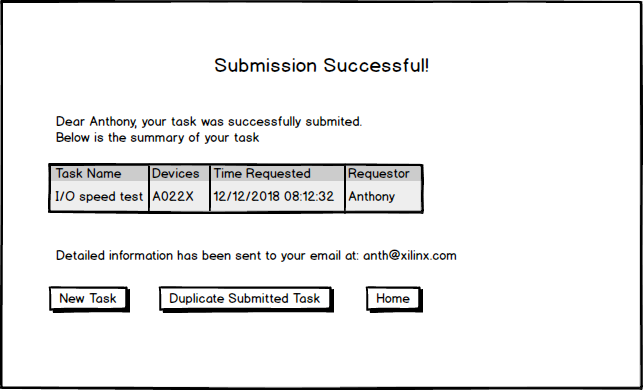 Submission Successful!
Dear Anthony, your task was successfully submited.
Below is the summary of your task
Task Name Devices Time Requested Requestor
I/O speed test A022X 12/12/2018 08:12:32 Anthony
Detailed information has been sent to your email at: anth@xilinx.com
New Task Duplicate Submitted Task Home